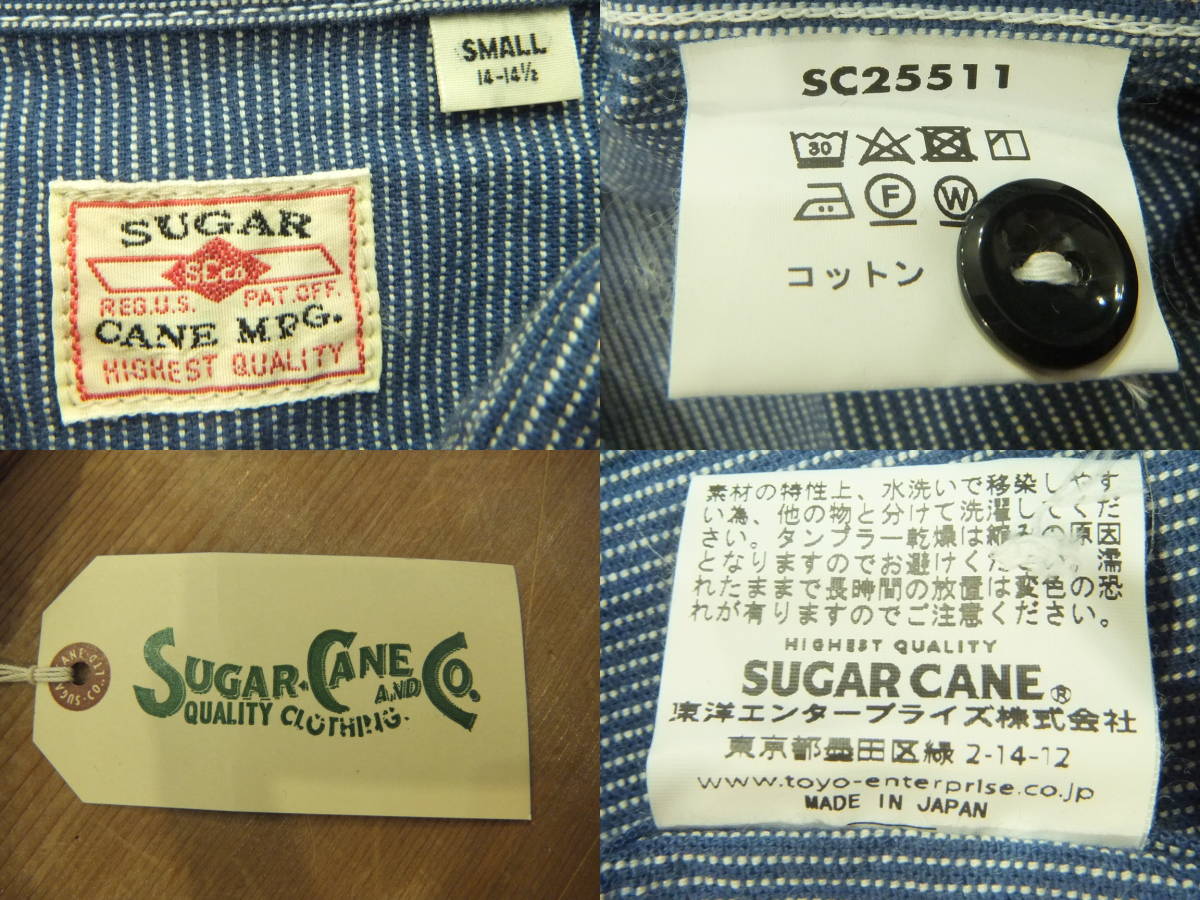 SMALL
14-14½
SUGAR
SCCo
REG.U.S. PAT.OFF.
CANE MFG.
HIGHEST QUALITY
SC25511
30
F W
コットン
SUGAR-CANE AND CO.
QUALITY CLOTHING.
素材の特性上、水洗いで移染しやす
い為、他の物と分けて洗濯してくだ
さい。タンブラー乾燥は縮みの原因
となりますのでお避けください。濡
れたままで長時間の放置は変色の恐
れが有りますのでご注意ください。
HIGHEST QUALITY
SUGAR CANE®
東洋エンタープライズ株式会社
東京都墨田区緑 2-14-12
www.toyo-enterprise.co.jp
MADE IN JAPAN